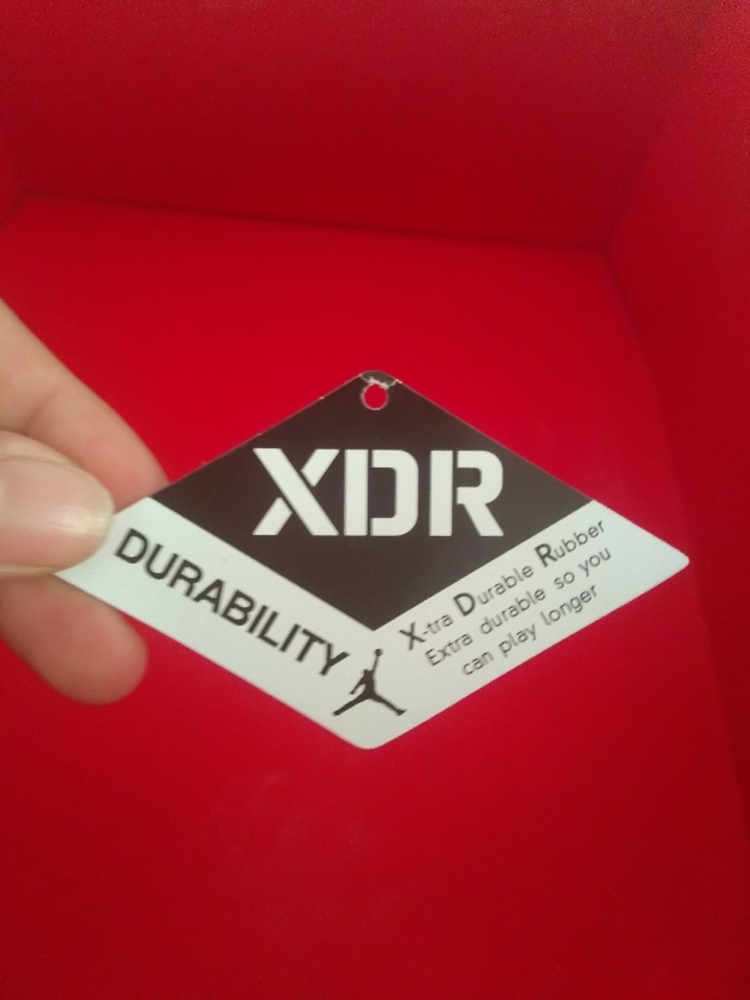 XDR
DURABILITY
X-tra Durable Rubber
Extra durable so you
can play longer